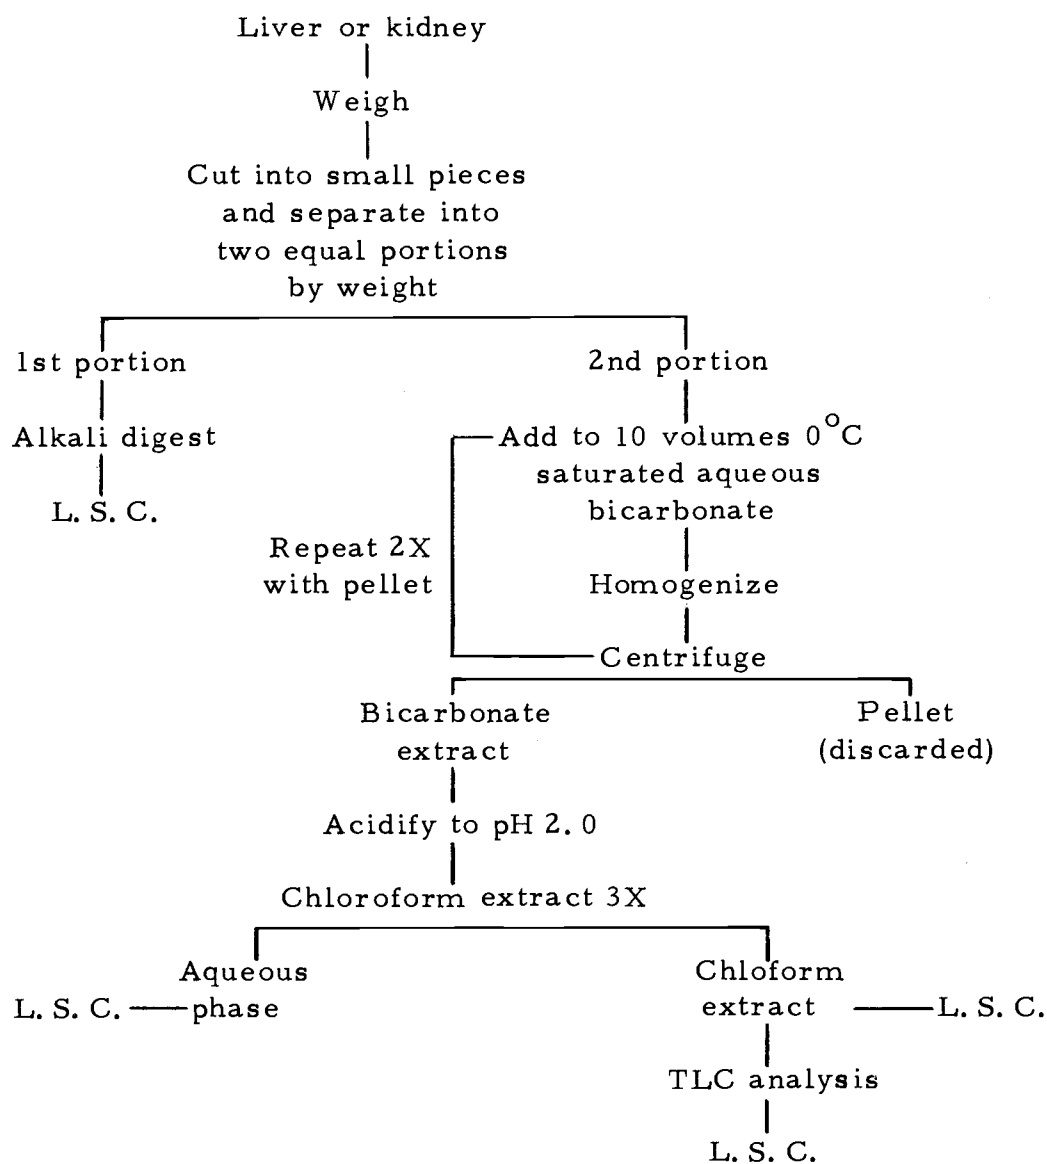 Liver or kidney
Weigh
Cut into small pieces
and separate into
two equal portions
by weight
1st portion
2nd portion
Alkali digest
L. S. C.
Add to 10 volumes 0°C
saturated aqueous
bicarbonate
Repeat 2X
with pellet
Homogenize
Centrifuge
Bicarbonate
extract
Pellet
(discarded)
Acidify to pH 2.0
Chloroform extract 3X
Aqueous
phase
L. S. C.
Chloform
extract
L. S. C.
TLC analysis
L. S. C.